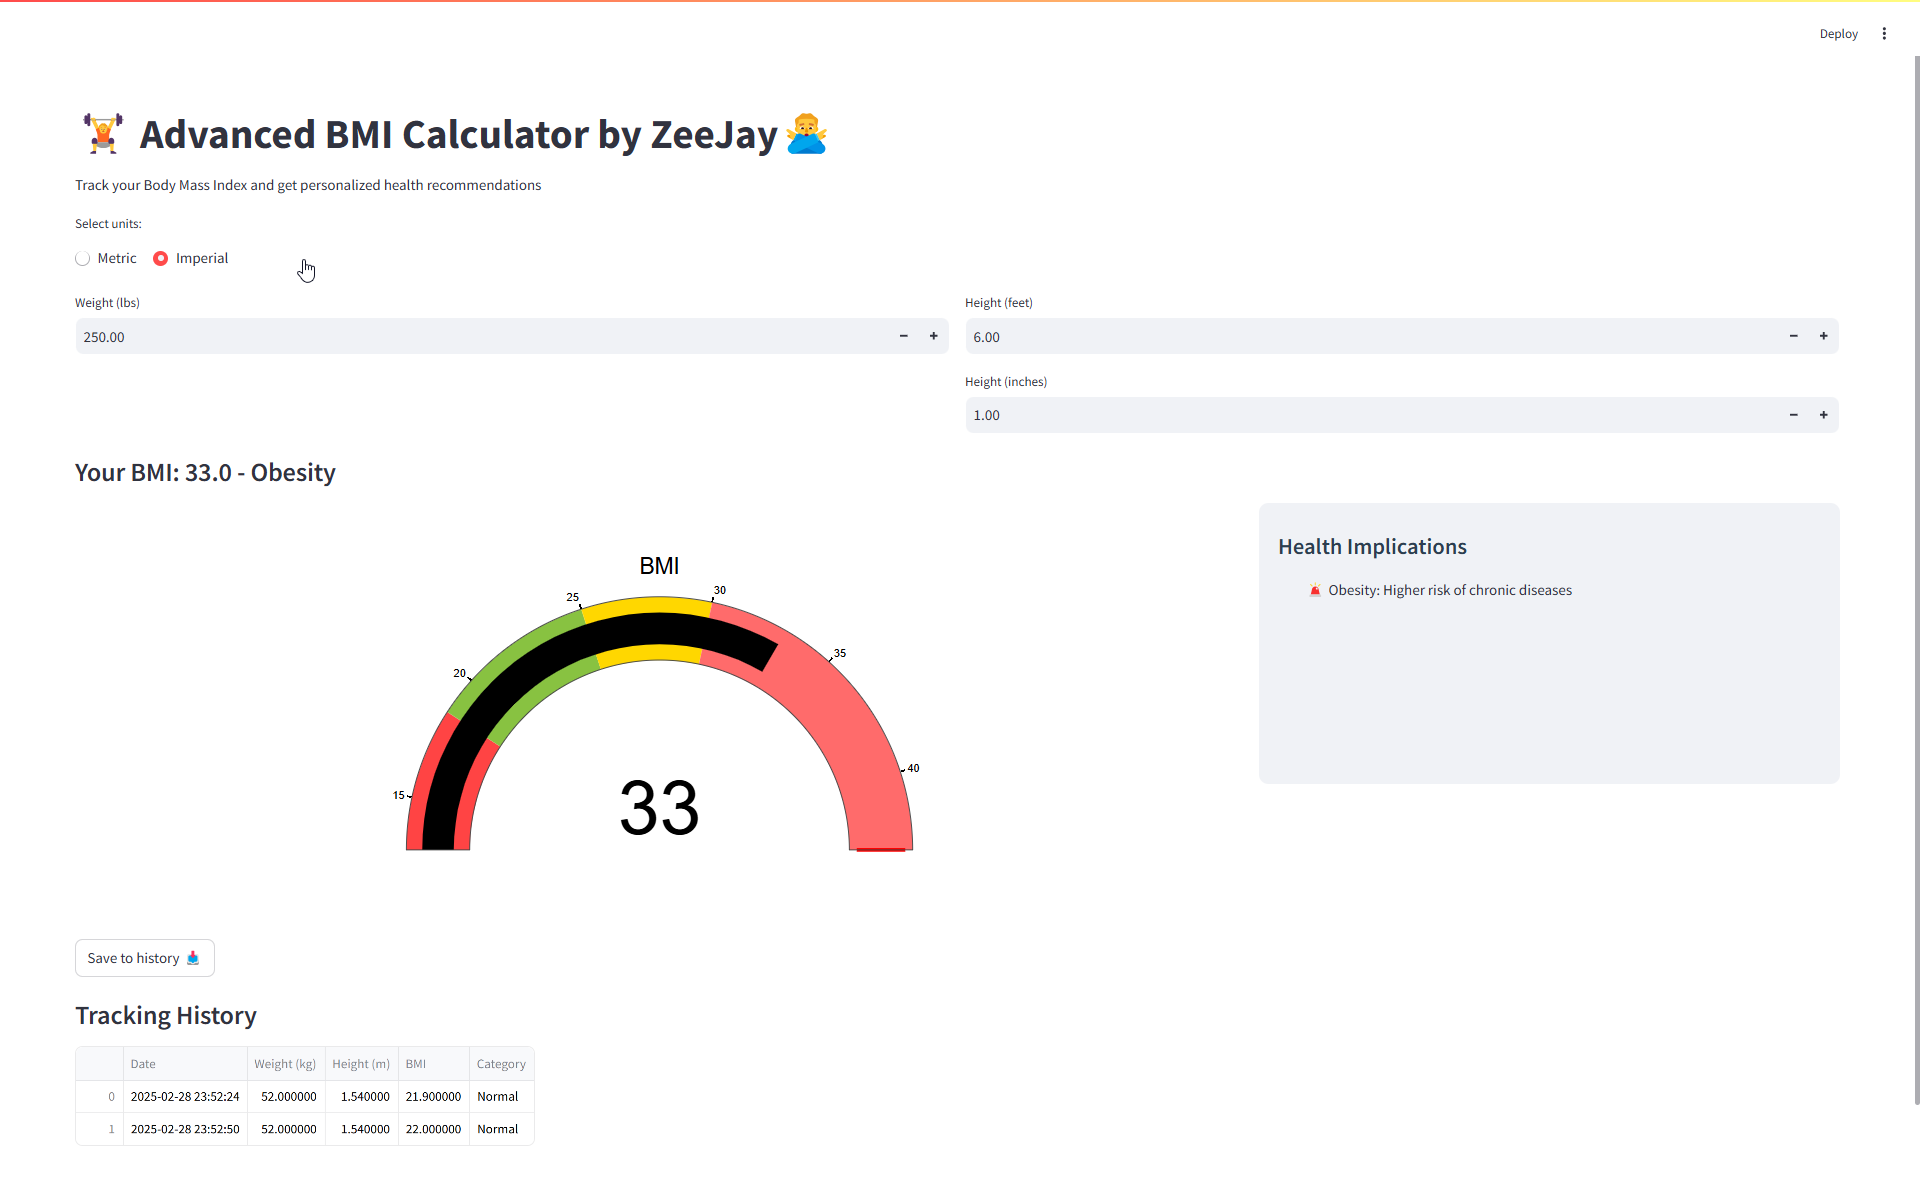 Deploy
Advanced BMI Calculator by ZeeJay
Track your Body Mass Index and get personalized health recommendations
Select units:
Metric Imperial
Weight (lbs)
250.00
Height (feet)
6.00
Height (inches)
1.00
Your BMI: 33.0 - Obesity
BMI
15
20
25
30
35
40
33
Health Implications
Obesity: Higher risk of chronic diseases
Save to history
Tracking History
Date Weight (kg) Height (m) BMI Category
0 2025-02-28 23:52:24 52.000000 1.540000 21.900000 Normal
1 2025-02-28 23:52:50 52.000000 1.540000 22.000000 Normal